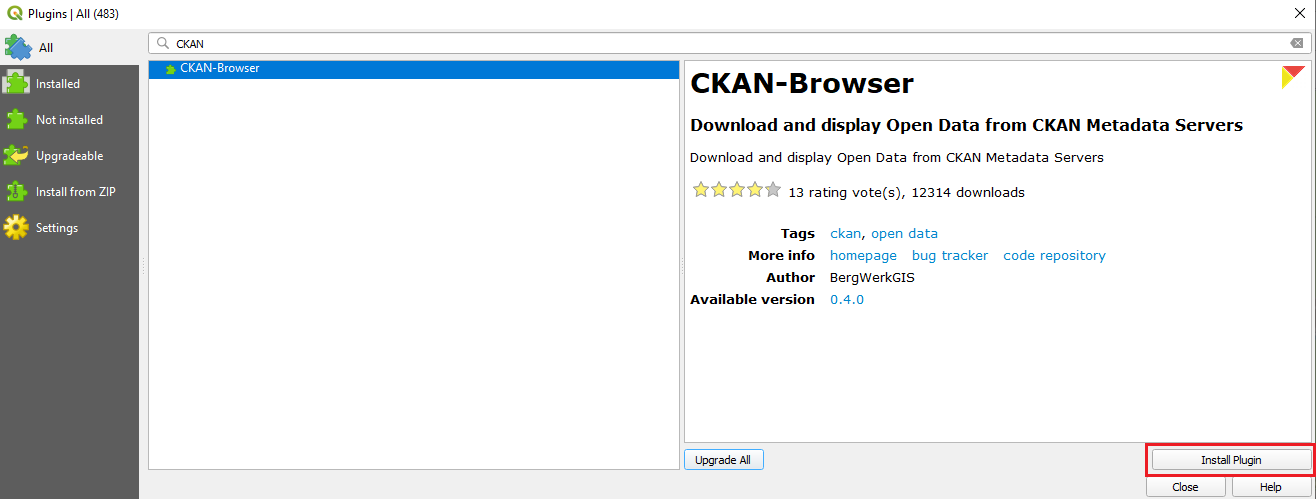 Plugins | All (483)
All
Installed
Not installed
Upgradeable
Install from ZIP
Settings
CKAN
CKAN-Browser
CKAN-Browser
Download and display Open Data from CKAN Metadata Servers
Download and display Open Data from CKAN Metadata Servers
13 rating vote(s), 12314 downloads
Tags ckan, open data
More info homepage bug tracker code repository
Author BergWerkGIS
Available version 0.4.0
Upgrade All
Install Plugin
Close
Help